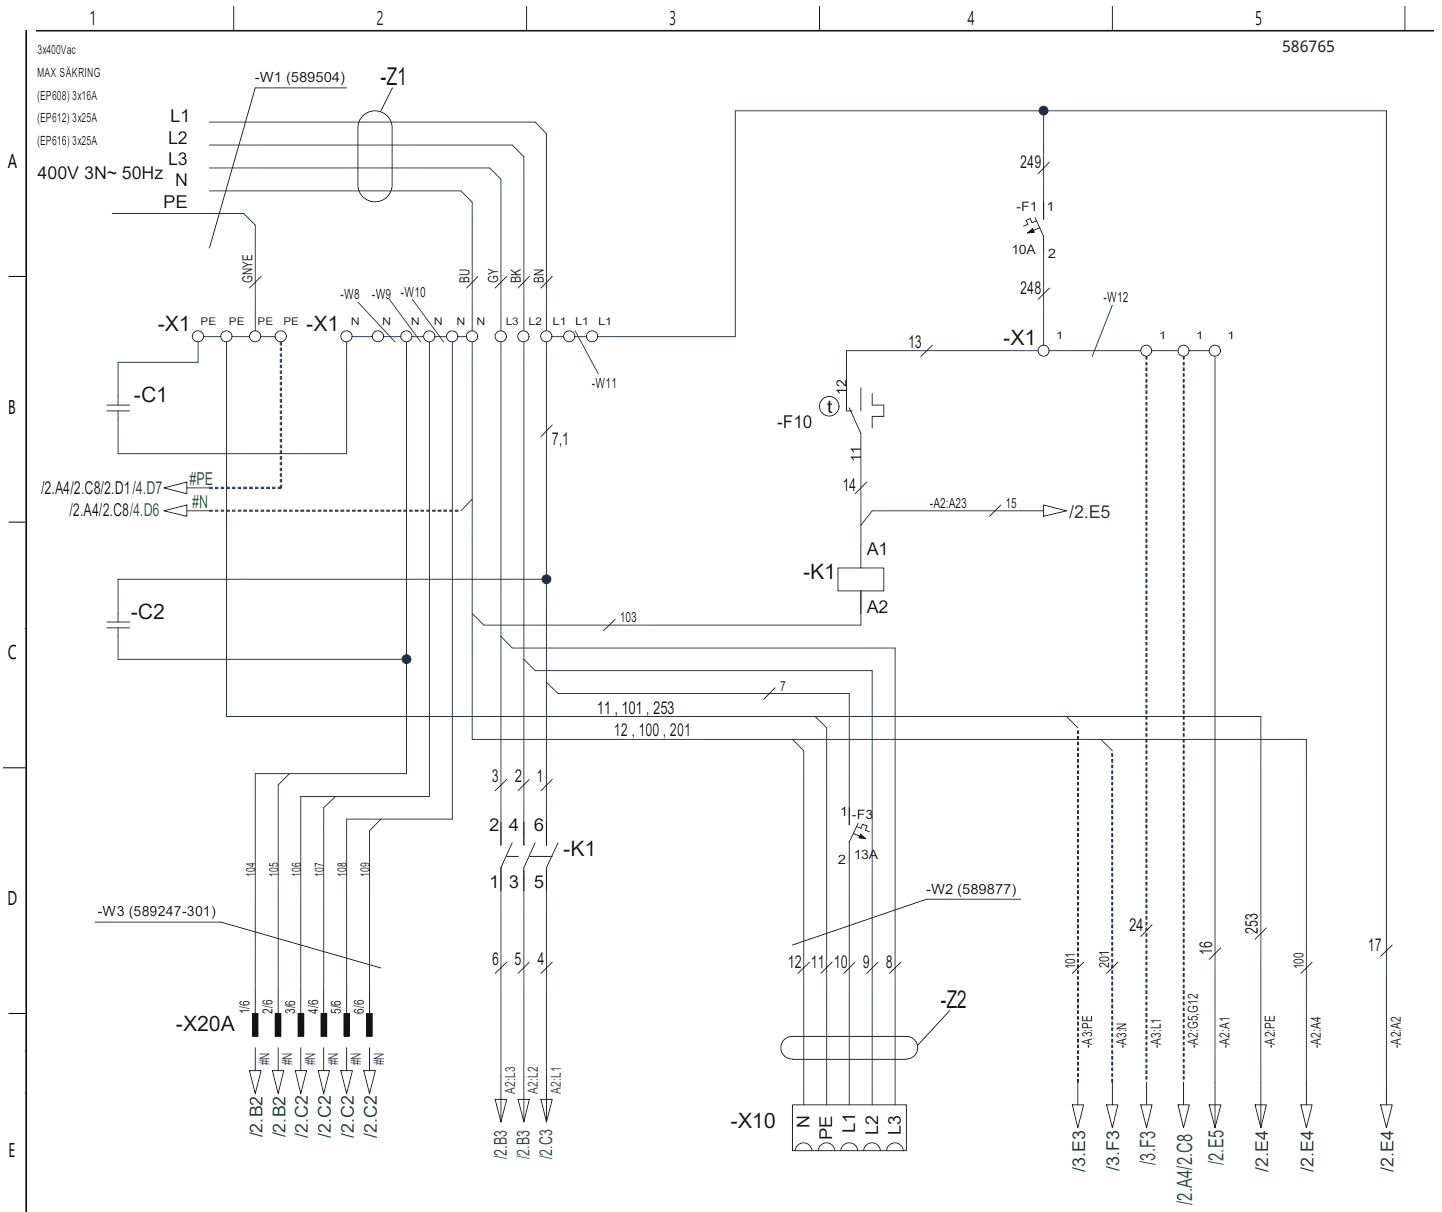 1 2 3 4 5
586765
3x400Vac
MAX SÄKRING
(EP608) 3x16A
(EP612) 3x25A
(EP616) 3x25A
400V 3N~ 50Hz
L1
L2
L3
N
PE
-W1 (589504)
-Z1
A
249
-F1 1
10A 2
248
GNYE
BU
GY
BK
BN
-W8
-W9
-W10
-W12
-X1 PE PE PE PE
-X1 N N N N N N L3 L2 L1 L1 L1
-W11
-X1 1 1 1 1
13
-C1
B
12
t
-F10
11
14
7,1
/2.A4/2.C8/2.D1/4.D7 #PE
/2.A4/2.C8/4.D6 #N
-A2:A23 15 /2.E5
A1
-K1
A2
-C2
103
C
7
11 , 101 , 253
12 , 100 , 201
3 2 1
2 4 6
-K1
1 3 5
1 -F3
2 13A
104
105
106
107
108
109
D
-W3 (589247-301)
-W2 (589877)
6 5 4
12 11 10 9 8
101
201
24
16
253
100
17
1/6
2/6
3/6
4/6
5/6
6/6
-X20A
-Z2
#N
#N
#N
#N
#N
#N
/2.B2
/2.B2
/2.C2
/2.C2
/2.C2
/2.C2
A2:L3
A2:L2
A2:L1
/2.B3
/2.B3
/2.C3
-X10
N
PE
L1
L2
L3
-A3:PE
-A3:N
-A3:L1
-A2:G5,G12
-A2:A1
-A2:PE
-A2:A4
-A2:A2
E
/3.E3
/3.F3
/3.F3
/2.A4/2.C8
/2.E5
/2.E4
/2.E4
/2.E4